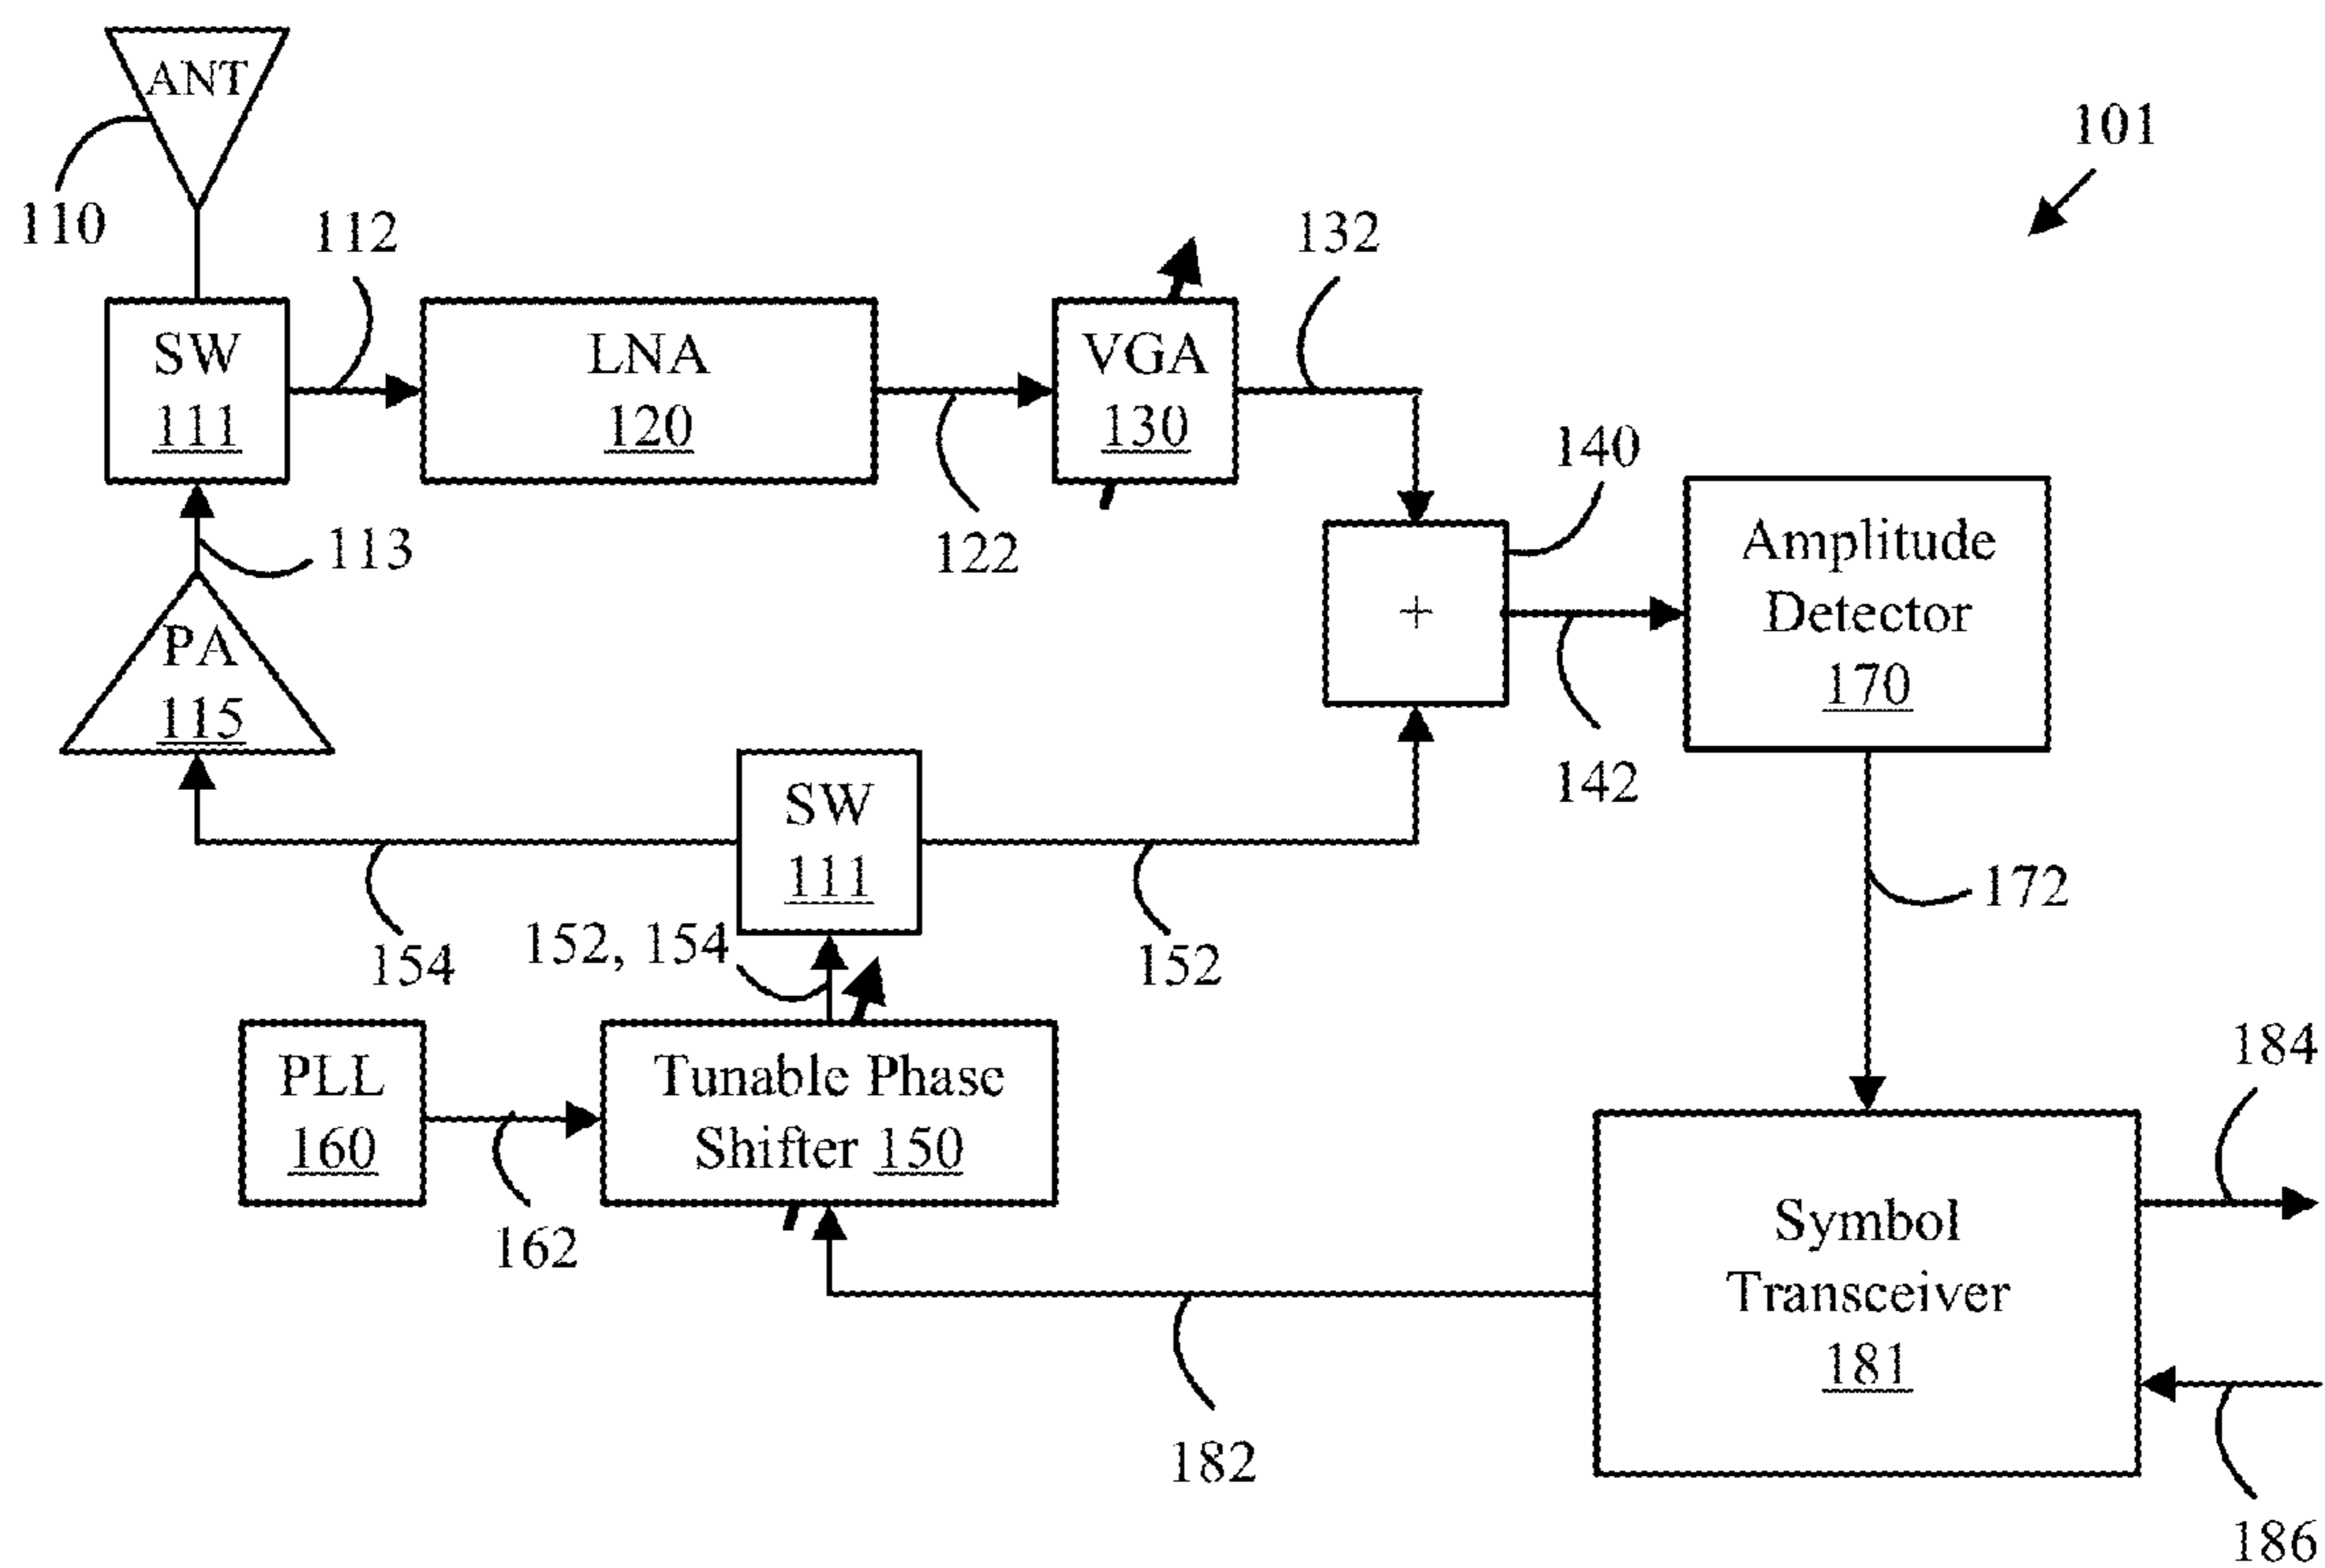 ANT
101
110
112
132
SW
111
LNA
120
VGA
130
140
113
122
Amplitude
Detector
170
+
PA
115
142
SW
111
172
154
152, 154
152
PLL
160
Tunable Phase
Shifter 150
184
162
Symbol
Transceiver
181
182
186